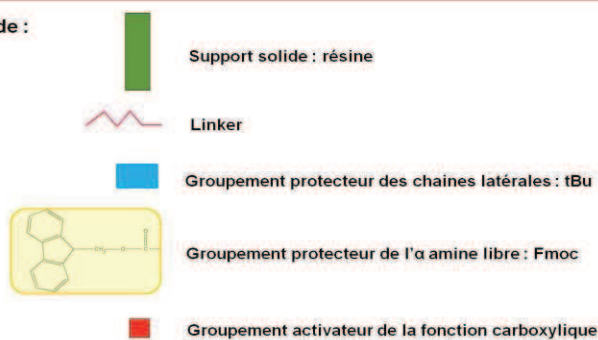 de :
Support solide : résine
Linker
Groupement protecteur des chaines latérales : tBu
Groupement protecteur de l'α amine libre : Fmoc
Groupement activateur de la fonction carboxylique